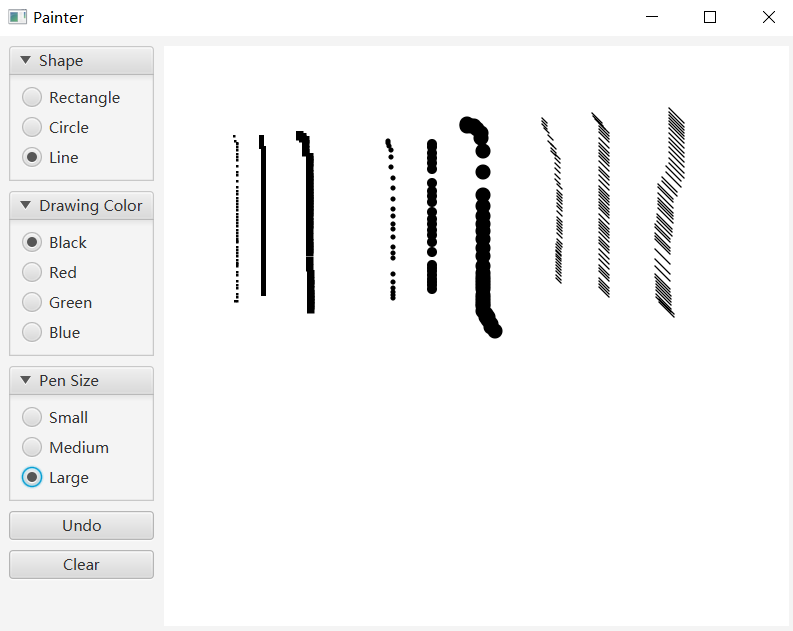 Painter
Shape
Rectangle
Circle
Line
Drawing Color
Black
Red
Green
Blue
Pen Size
Small
Medium
Large
Undo
Clear